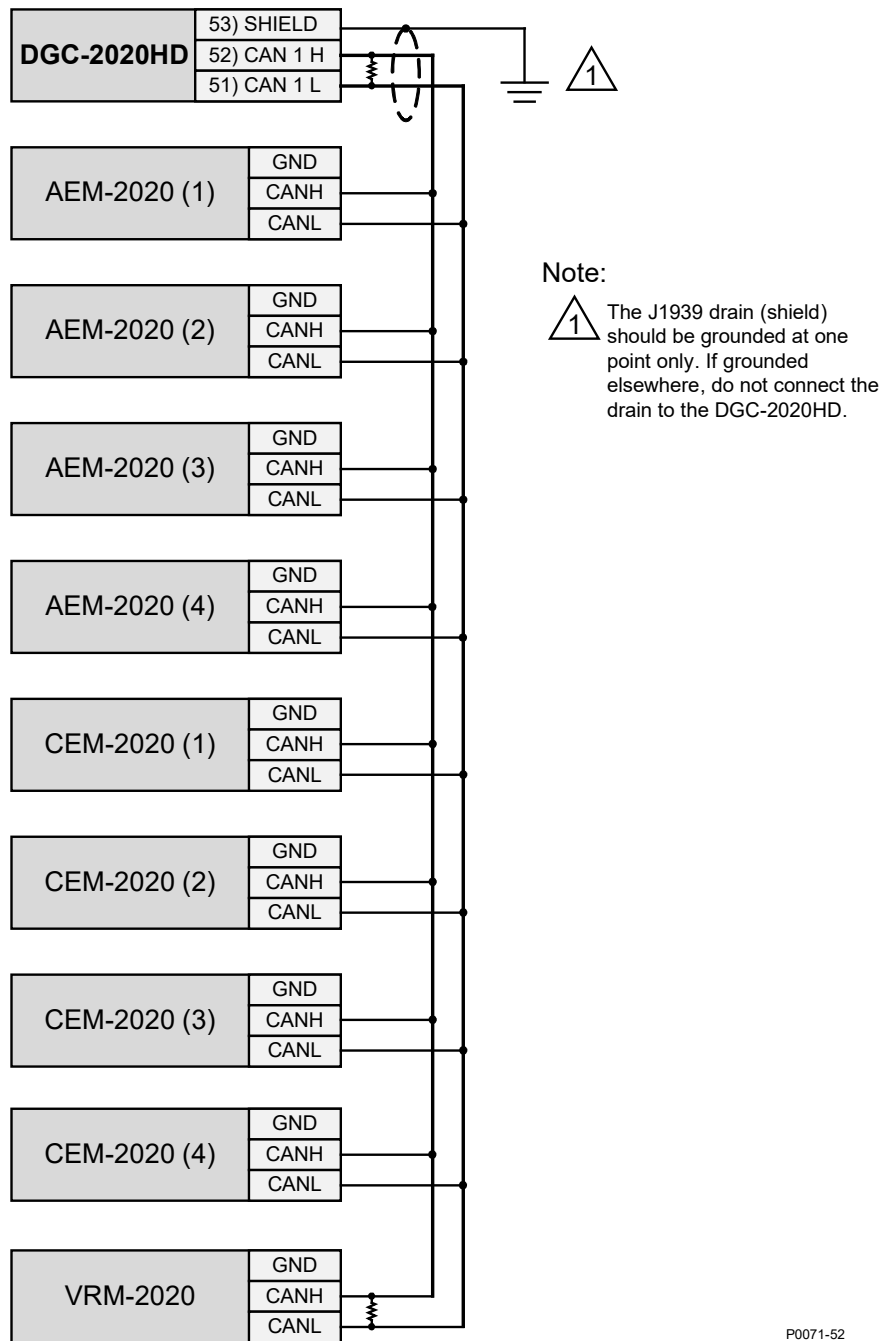 DGC-2020HD
53) SHIELD
52) CAN 1 H
51) CAN 1 L
1
AEM-2020 (1)
GND
CANH
CANL
AEM-2020 (2)
GND
CANH
CANL
AEM-2020 (3)
GND
CANH
CANL
AEM-2020 (4)
GND
CANH
CANL
CEM-2020 (1)
GND
CANH
CANL
CEM-2020 (2)
GND
CANH
CANL
CEM-2020 (3)
GND
CANH
CANL
CEM-2020 (4)
GND
CANH
CANL
VRM-2020
GND
CANH
CANL
Note:
1
The J1939 drain (shield)
should be grounded at one
point only. If grounded
elsewhere, do not connect the
drain to the DGC-2020HD.
P0071-52